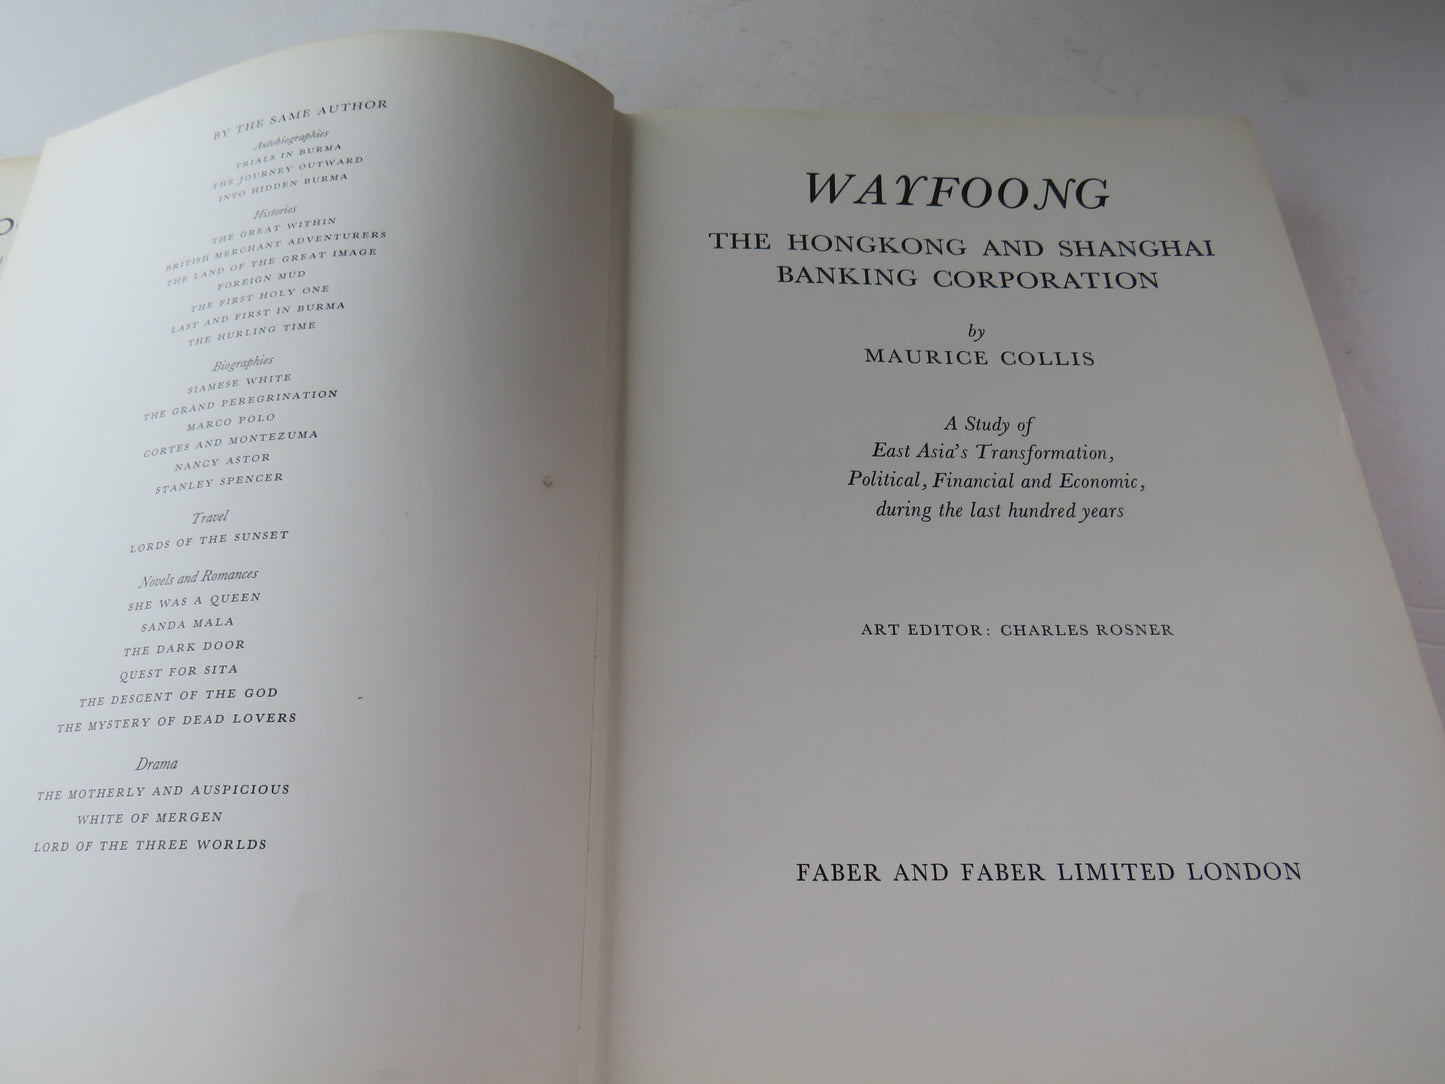 BY THE SAME AUTHOR
Autobiographies
TRIALS IN BURMA
THE JOURNEY OUTWARD
INTO HIDDEN BURMA
Histories
THE GREAT WITHIN
BRITISH MERCHANT ADVENTURERS
THE LAND OF THE GREAT IMAGE
FOREIGN MUD
THE FIRST HOLY ONE
LAST AND FIRST IN BURMA
THE HURLING TIME
Biographies
SIAMESE WHITE
THE GRAND PEREGRINATION
MARCO POLO
CORTES AND MONTEZUMA
NANCY ASTOR
STANLEY SPENCER
Travel
LORDS OF THE SUNSET
Novels and Romances
SHE WAS A QUEEN
SANDA MALA
THE DARK DOOR
QUEST FOR SITA
THE DESCENT OF THE GOD
THE MYSTERY OF DEAD LOVERS
Drama
THE MOTHERLY AND AUSPICIOUS
WHITE OF MERGEN
LORD OF THE THREE WORLDS
WAYFOONG
THE HONGKONG AND SHANGHAI
BANKING CORPORATION
by
MAURICE COLLIS
A Study of
East Asia's Transformation,
Political, Financial and Economic,
during the last hundred years
ART EDITOR: CHARLES ROSNER
FABER AND FABER LIMITED LONDON